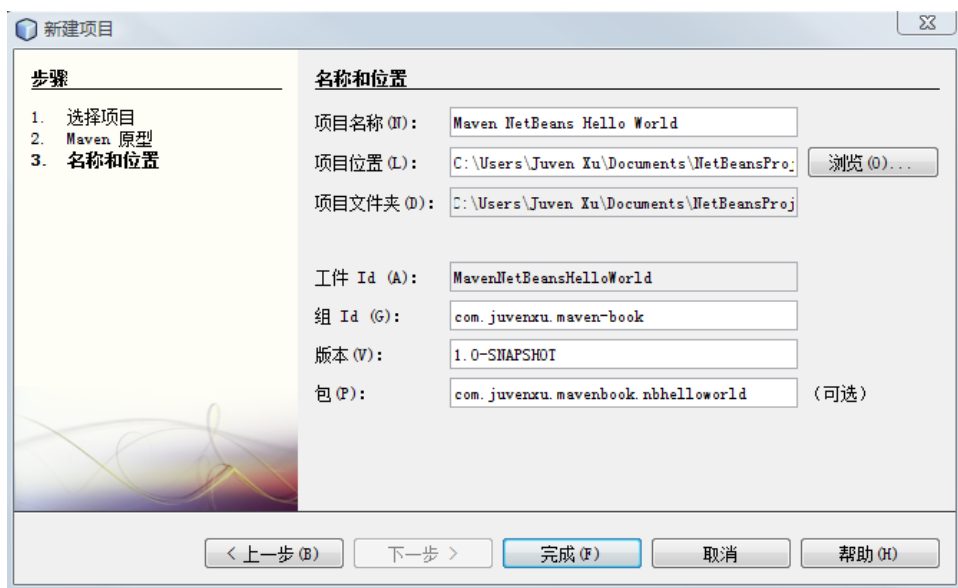 新建项目
步骤
1. 选择项目
2. Maven 原型
3. 名称和位置
名称和位置
项目名称(N): Maven NetBeans Hello World
项目位置(L): C:\Users\Juven Xu\Documents\NetBeansProj 浏览(O)...
项目文件夹(D): C:\Users\Juven Xu\Documents\NetBeansProj
工件 Id (A): MavenNetBeansHelloWorld
组 Id (G): com.juvenxu.maven-book
版本(V): 1.0-SNAPSHOT
包(P): com.juvenxu.mavenbook.nbhelloworld (可选)
< 上一步(B) 下一步 > 完成(F) 取消 帮助(H)